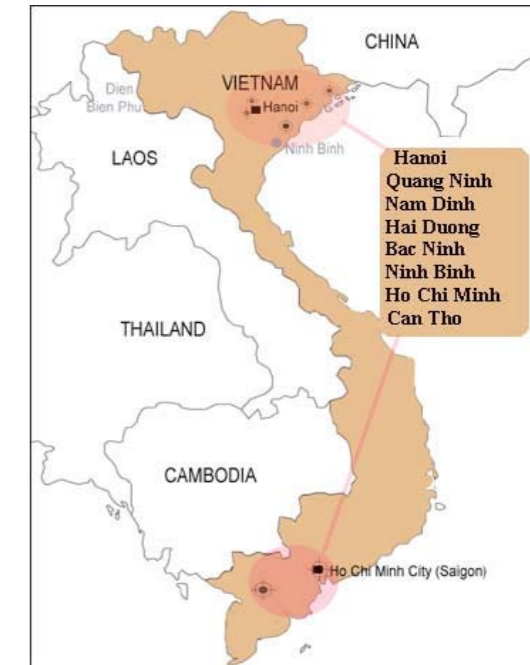 CHINA
VIETNAM
Dien
Bien Phu
Hanoi
LAOS
Ninh Binh
Hanoi
Quang Ninh
Nam Dinh
Hai Duong
Bac Ninh
Ninh Binh
Ho Chi Minh
Can Tho
THAILAND
CAMBODIA
Ho Chi Minh City (Saigon)